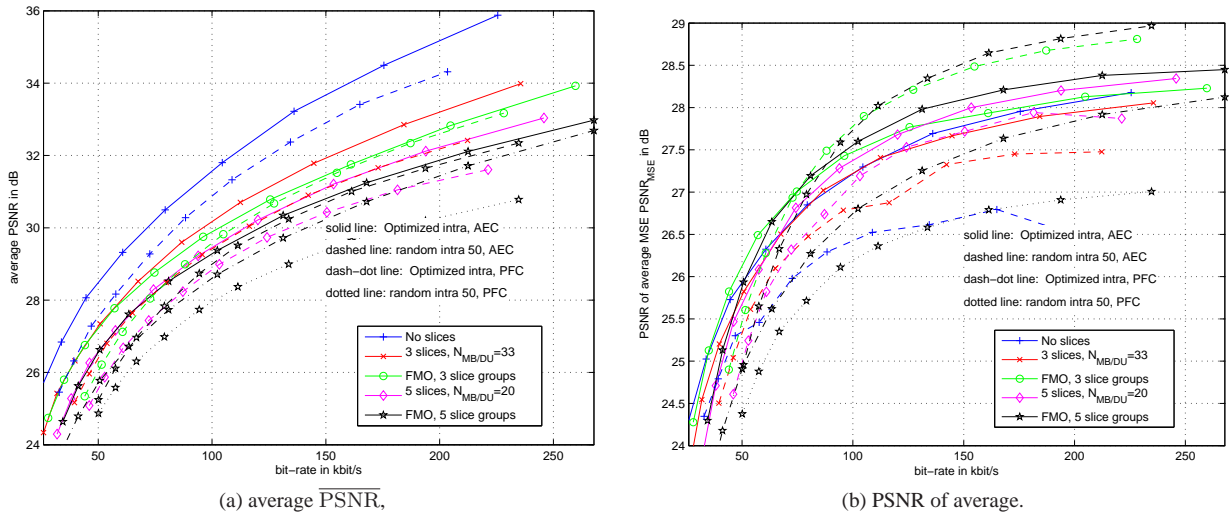 36
34
32
30
28
26
24
50
100
150
200
250
average PSNR in dB
bit−rate in kbit/s
solid line: Optimized intra, AEC
dashed line: random intra 50, AEC
dash−dot line: Optimized intra, PFC
dotted line: random intra 50, PFC
No slices
3 slices, N_MB/DU=33
FMO, 3 slice groups
5 slices, N_MB/DU=20
FMO, 5 slice groups
(a) average PSNR,
29
28.5
28
27.5
27
26.5
26
25.5
25
24.5
24
50
100
150
200
250
PSNR of average MSE PSNR_MSE in dB
bit−rate in kbit/s
solid line: Optimized intra, AEC
dashed line: random intra 50, AEC
dash−dot line: Optimized intra, PFC
dotted line: random intra 50, PFC
No slices
3 slices, N_MB/DU=33
FMO, 3 slice groups
5 slices, N_MB/DU=20
FMO, 5 slice groups
(b) PSNR of average.